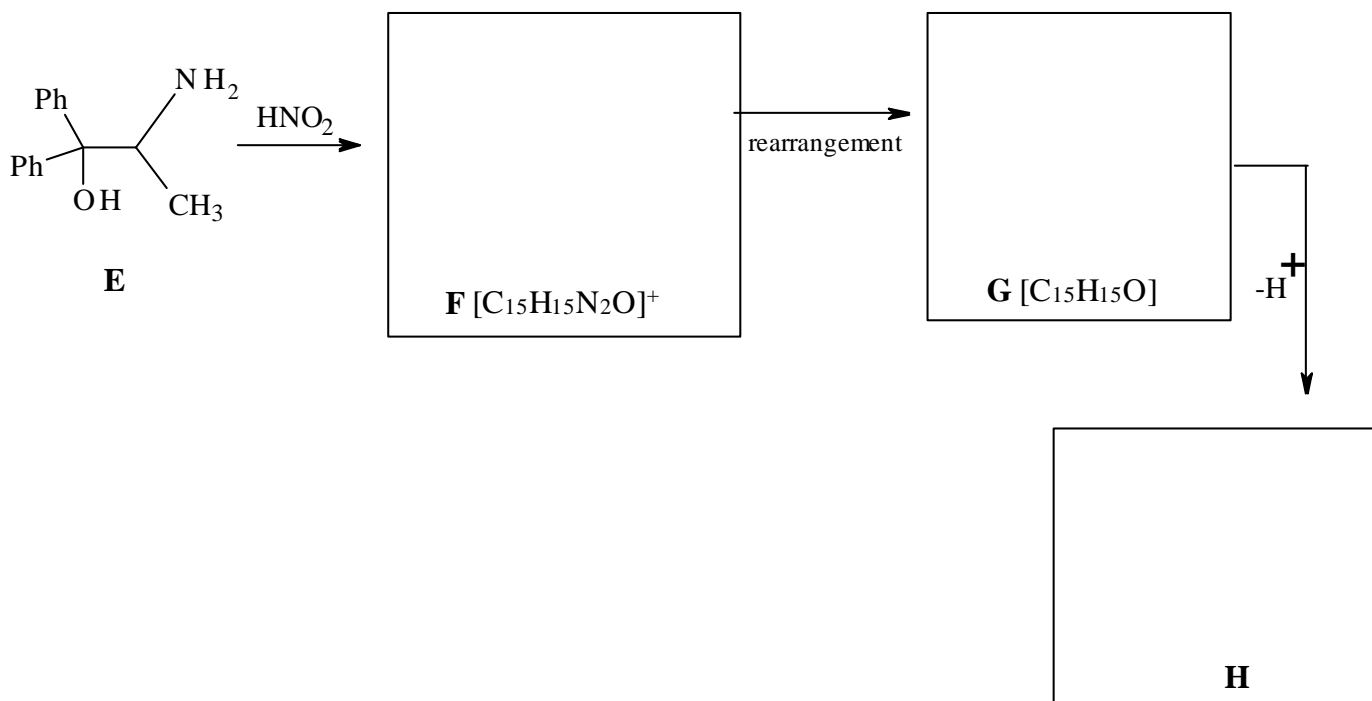 NH₂
Ph
Ph
OH
CH₃
E
HNO₂
F [C₁₅H₁₅N₂O]⁺
rearrangement
G [C₁₅H₁₅O]
-H⁺
H